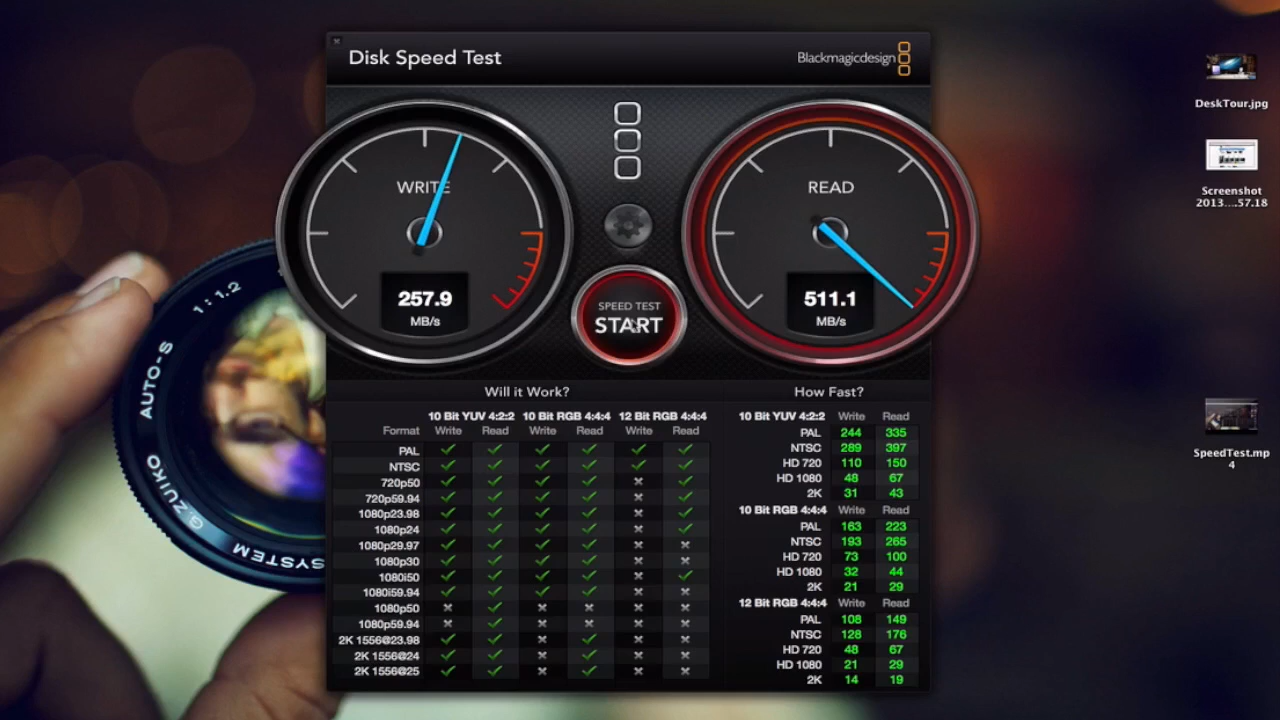 Disk Speed Test
Blackmagicdesign
WRITE
257.9
MB/s
SPEED TEST
START
READ
511.1
MB/s
Will it Work?
10 Bit YUV 4:2:2 10 Bit RGB 4:4:4 12 Bit RGB 4:4:4
Format Write Read Write Read Write Read
PAL
NTSC
720p50
720p59.94
1080p23.98
1080p24
1080p29.97
1080p30
1080i50
1080i59.94
1080p50
1080p59.94
2K 1556@23.98
2K 1556@24
2K 1556@25
How Fast?
10 Bit YUV 4:2:2 Write Read
PAL 244 335
NTSC 289 397
HD 720 110 150
HD 1080 48 67
2K 31 43
10 Bit RGB 4:4:4 Write Read
PAL 163 223
NTSC 193 265
HD 720 73 100
HD 1080 32 44
2K 21 29
12 Bit RGB 4:4:4 Write Read
PAL 108 149
NTSC 128 176
HD 720 48 67
HD 1080 21 29
2K 14 19
DeskTour.jpg
Screenshot
2013....57.18
SpeedTest.mp
4
1:1.2
AUTO-S
G.ZUIKO
SYSTEM